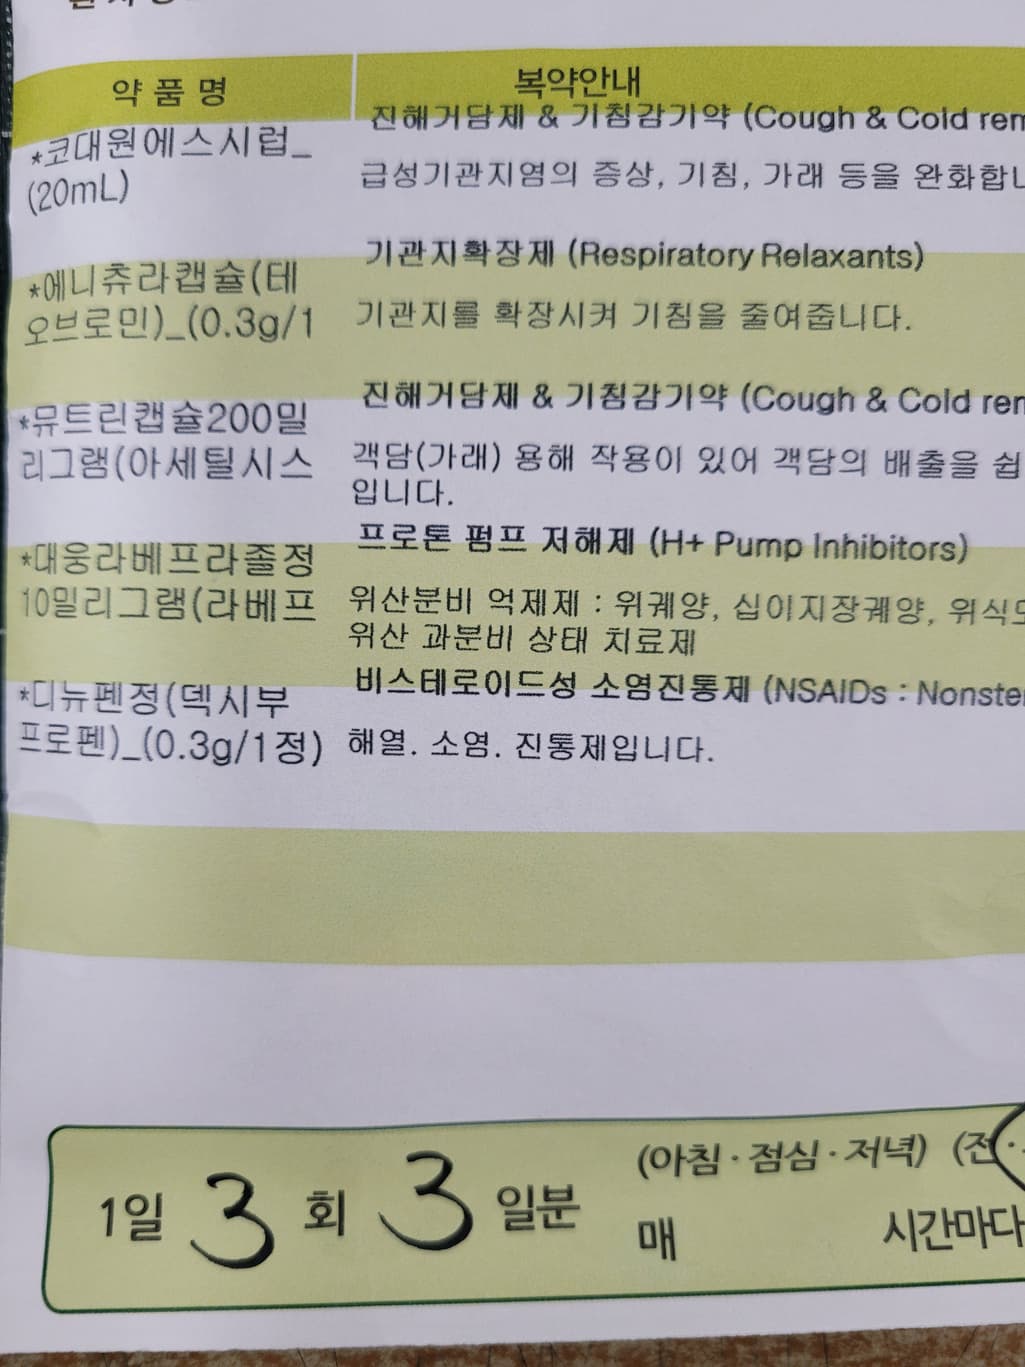 약 품 명
복약안내
*코대원에스시럽_
(20mL)
진해거담제 & 기침감기약 (Cough & Cold rem
급성기관지염의 증상, 기침, 가래 등을 완화합니
*에니츄라캡슐(테
오브로민)_(0.3g/1
기관지확장제 (Respiratory Relaxants)
기관지를 확장시켜 기침을 줄여줍니다.
*뮤트린캡슐200밀
리그램(아세틸시스
진해거담제 & 기침감기약 (Cough & Cold rem
객담(가래) 용해 작용이 있어 객담의 배출을 쉽
입니다.
*대웅라베프라졸정
10밀리그램(라베프
프로톤 펌프 저해제 (H+ Pump Inhibitors)
위산분비 억제제 : 위궤양, 십이지장궤양, 위식도
위산 과분비 상태 치료제
*디뉴펜정(덱시부
프로펜)_(0.3g/1정)
비스테로이드성 소염진통제 (NSAIDs : Nonster
해열. 소염. 진통제입니다.
1일 3 회 3 일분
(아침·점심·저녁) (전·
매 시간마다